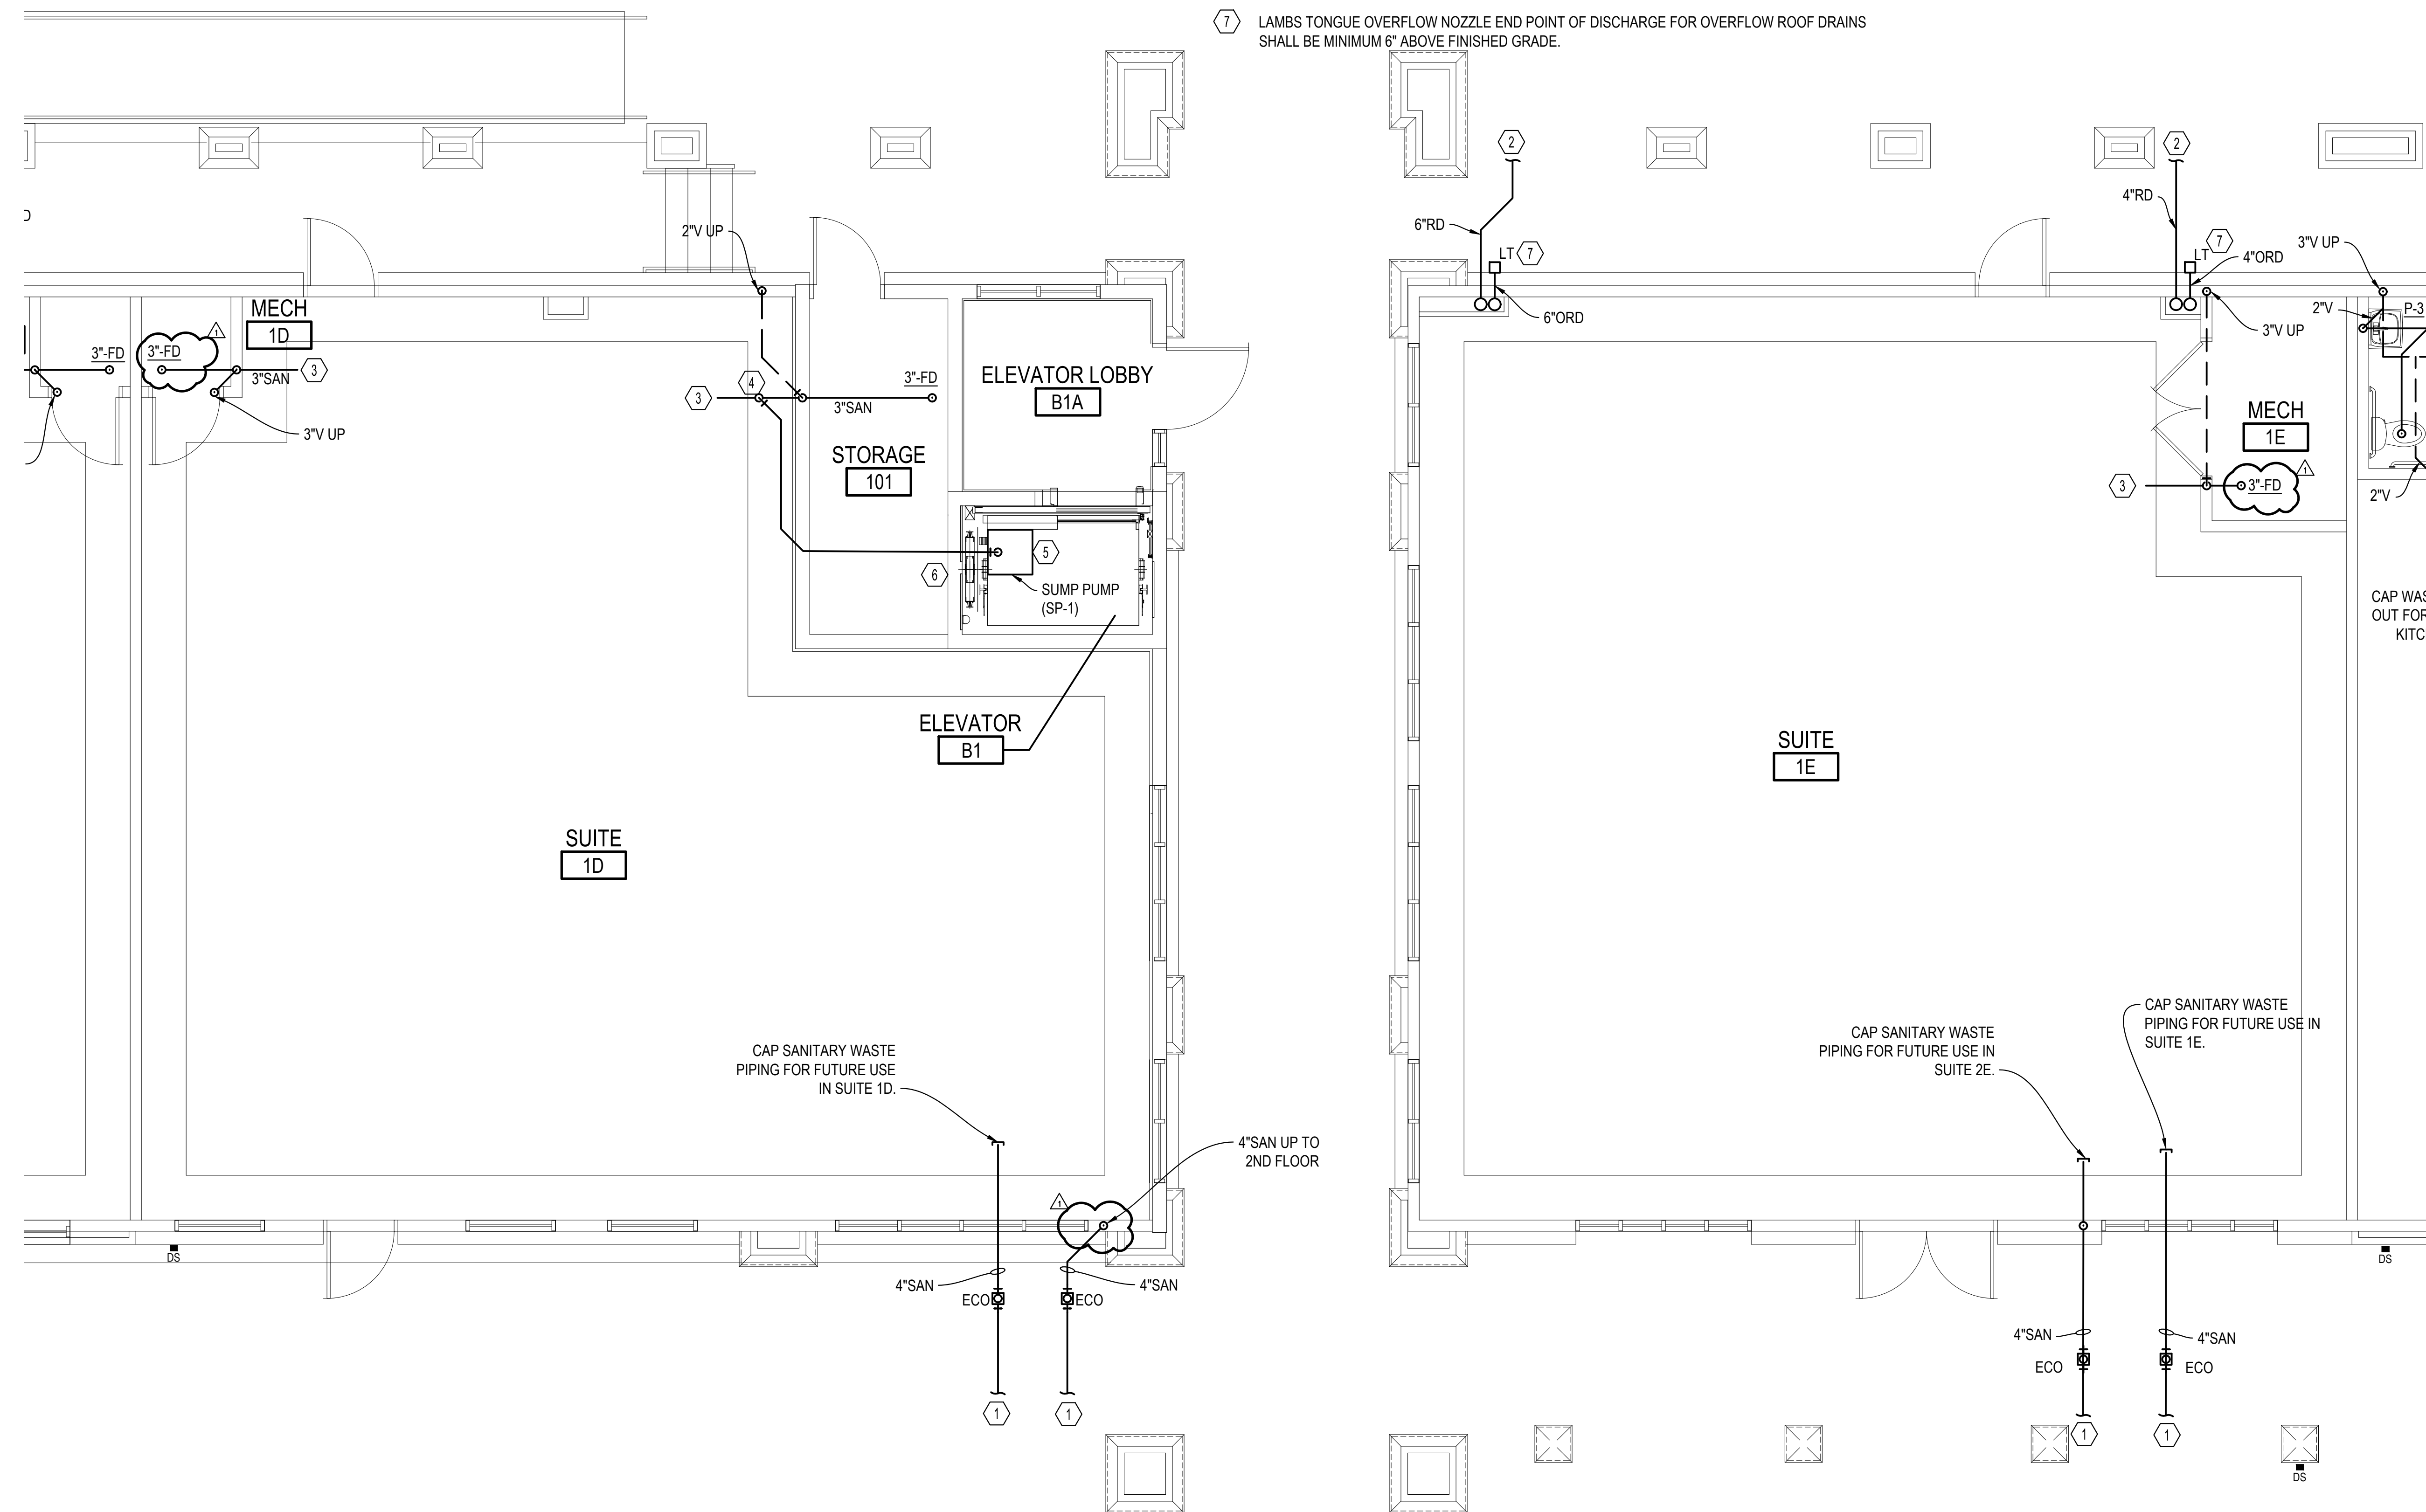 7
LAMBS TONGUE OVERFLOW NOZZLE END POINT OF DISCHARGE FOR OVERFLOW ROOF DRAINS
SHALL BE MINIMUM 6" ABOVE FINISHED GRADE.
2
2
4"RD
D
6"RD
2"V UP
LT
7
LT
7
3"V UP
4"ORD
MECH
1D
6"ORD
2"V
P-3
3"V UP
3"-FD
3"-FD
1
3"SAN
3
3"V UP
3
4
3"SAN
3"-FD
ELEVATOR LOBBY
B1A
STORAGE
101
MECH
1E
3
3"-FD
1
2"V
5
6
SUMP PUMP
(SP-1)
CAP WAS
OUT FOR
KITC
ELEVATOR
B1
SUITE
1E
SUITE
1D
CAP SANITARY WASTE
PIPING FOR FUTURE USE IN
SUITE 1E.
CAP SANITARY WASTE
PIPING FOR FUTURE USE IN
SUITE 2E.
CAP SANITARY WASTE
PIPING FOR FUTURE USE
IN SUITE 1D.
4"SAN UP TO
2ND FLOOR
1
DS
DS
4"SAN
4"SAN
ECO
ECO
4"SAN
4"SAN
ECO
ECO
1
1
1
1
DS